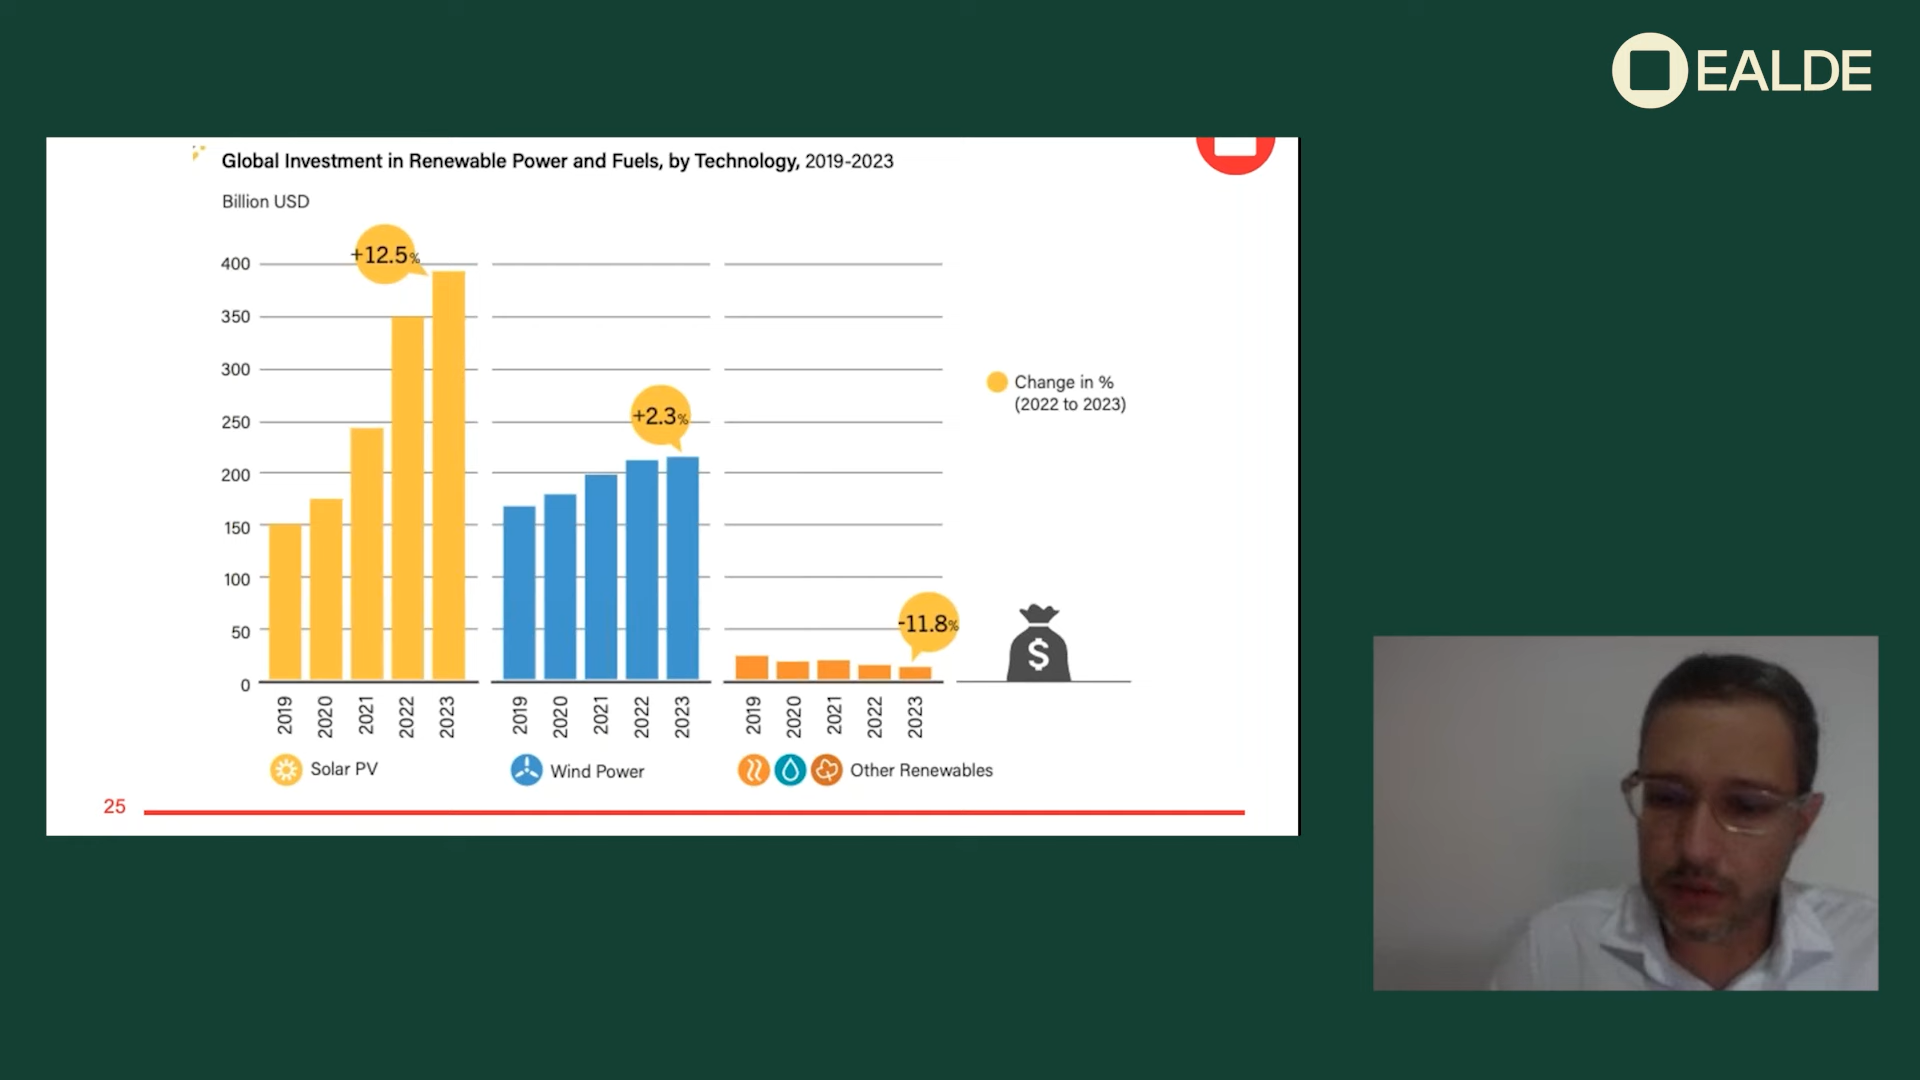 EALDE
Global Investment in Renewable Power and Fuels, by Technology, 2019-2023
Billion USD
400
350
300
250
200
150
100
50
0
+12.5%
+2.3%
-11.8%
Change in %
(2022 to 2023)
$
2019 2020 2021 2022 2023
2019 2020 2021 2022 2023
2019 2020 2021 2022 2023
Solar PV
Wind Power
Other Renewables
25